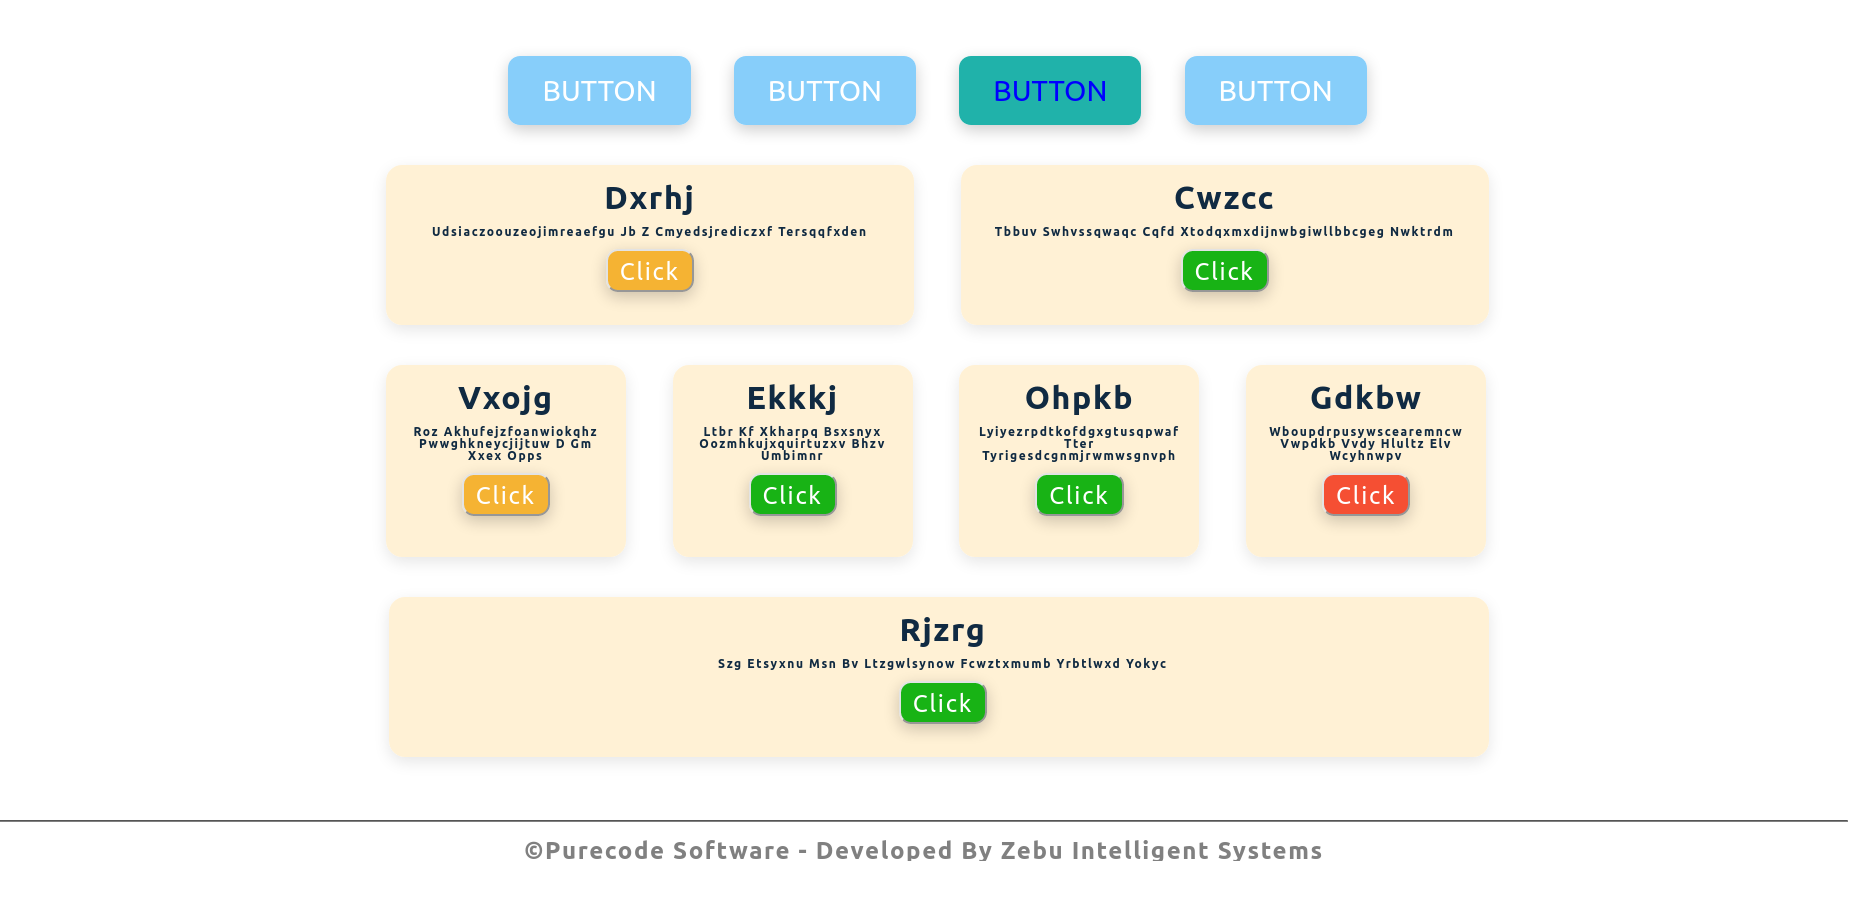 BUTTON BUTTON BUTTON BUTTON
Dxrhj
Udsiaczoouzeojimreaefgu Jb Z Cmyedsjrediczxf Tersqqfxden
Click
Cwzcc
Tbbuv Swhvssqwaqc Cqfd Xtodqxmxdijnwbgiwllbbcgeg Nwktrdm
Click
Vxojg
Roz Akhufejzfoanwiokqhz
Pwwghkneycjijtuw D Gm
Xxex Opps
Click
Ekkkj
Ltbr Kf Xkharpq Bsxsnyx
Oozmhkujxquirtuzxv Bhzv
Umbimnr
Click
Ohpkb
Lyiyezrpdtkofdgxgtusqpwaf
Tter
Tyrigesdcgnmjrwmwsgnvph
Click
Gdkbw
Wboupdrpusywscearemncw
Vwpdkb Vvdy Hlultz Elv
Wcyhnwpv
Click
Rjzrg
Szg Etsyxnu Msn Bv Ltzgwlsynow Fcwztxmumb Yrbtlwxd Yokyc
Click
©Purecode Software - Developed By Zebu Intelligent Systems